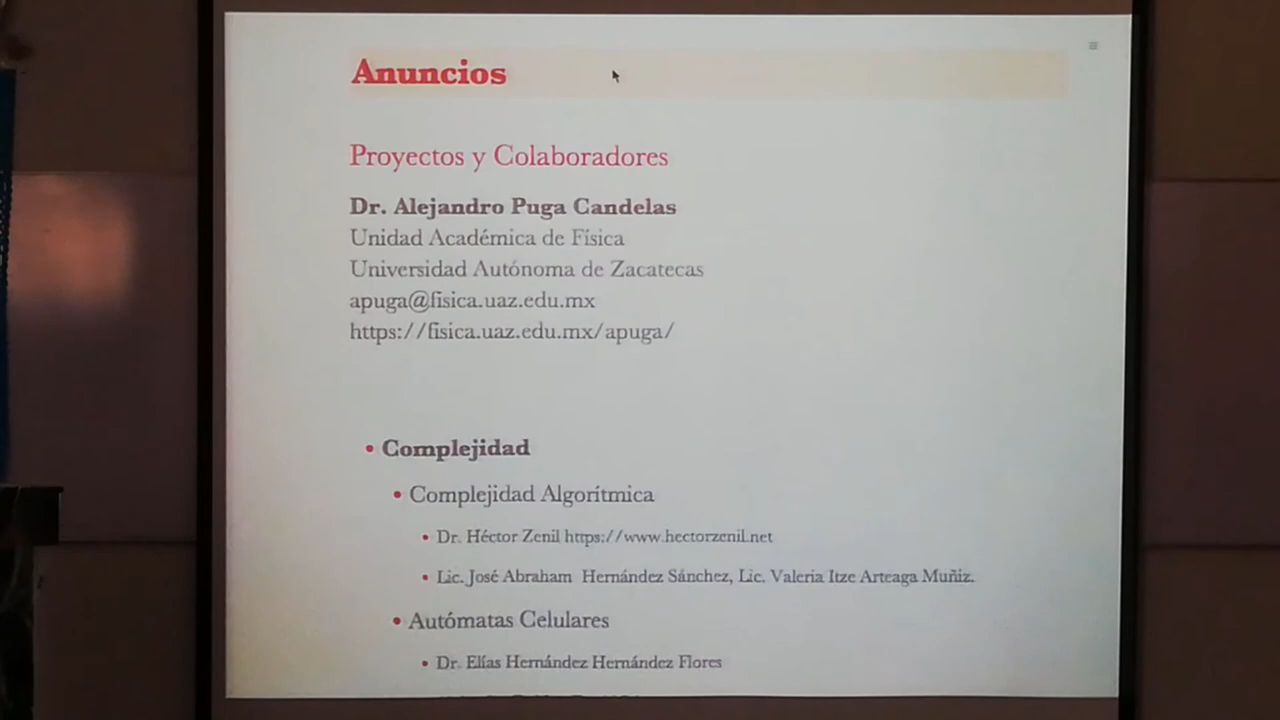 Anuncios
Proyectos y Colaboradores
Dr. Alejandro Puga Candelas
Unidad Académica de Física
Universidad Autónoma de Zacatecas
apuga@fisica.uaz.edu.mx
https://fisica.uaz.edu.mx/apuga/
• Complejidad
• Complejidad Algorítmica
• Dr. Héctor Zenil https://www.hectorzenil.net
• Lic. José Abraham Hernández Sánchez, Lic. Valeria Itze Arteaga Muñiz.
• Autómatas Celulares
• Dr. Elías Hernández Hernández Flores